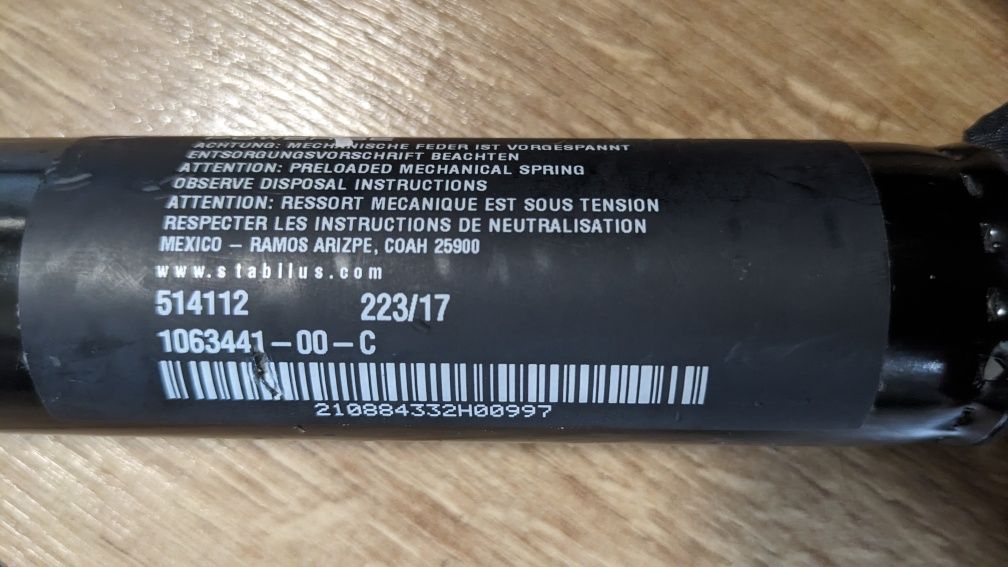 ACHTUNG: MECHANISCHE FEDER IST VORGESPANNT
ENTSORGUNGSVORSCHRIFT BEACHTEN
ATTENTION: PRELOADED MECHANICAL SPRING
OBSERVE DISPOSAL INSTRUCTIONS
ATTENTION: RESSORT MECANIQUE EST SOUS TENSION
RESPECTER LES INSTRUCTIONS DE NEUTRALISATION
MEXICO – RAMOS ARIZPE, COAH 25900
www.stabilus.com
514112 223/17
1063441-00-C
210884332H00997